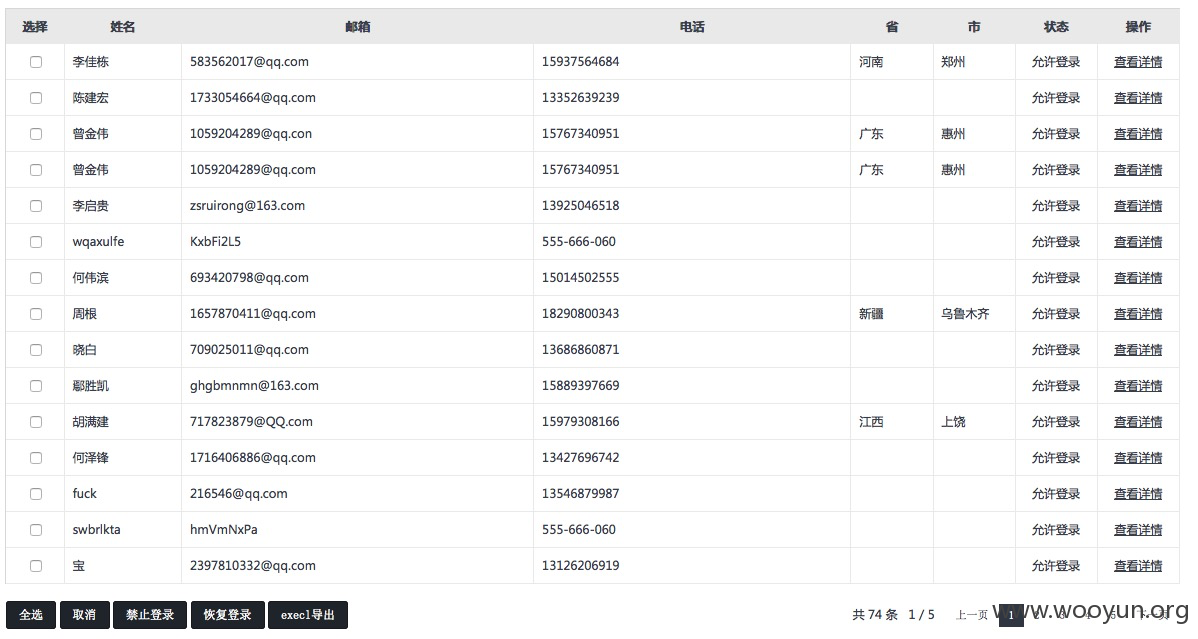 选择 姓名 邮箱 电话 省 市 状态 操作
李佳栋 583562017@qq.com 15937564684 河南 郑州 允许登录 查看详情
陈建宏 1733054664@qq.com 13352639239 允许登录 查看详情
曾金伟 1059204289@qq.con 15767340951 广东 惠州 允许登录 查看详情
曾金伟 1059204289@qq.com 15767340951 广东 惠州 允许登录 查看详情
李启贵 zsruirong@163.com 13925046518 允许登录 查看详情
wqaxulfe KxbFi2L5 555-666-060 允许登录 查看详情
何伟滨 693420798@qq.com 15014502555 允许登录 查看详情
周根 1657870411@qq.com 18290800343 新疆 乌鲁木齐 允许登录 查看详情
晓白 709025011@qq.com 13686860871 允许登录 查看详情
鄢胜凯 ghgbmnmn@163.com 15889397669 允许登录 查看详情
胡满建 717823879@QQ.com 15979308166 江西 上饶 允许登录 查看详情
何泽锋 1716406886@qq.com 13427696742 允许登录 查看详情
fuck 216546@qq.com 13546879987 允许登录 查看详情
swbrlkta hmVmNxPa 555-666-060 允许登录 查看详情
宝 2397810332@qq.com 13126206919 允许登录 查看详情
全选 取消 禁止登录 恢复登录 execl导出 共 74 条 1 / 5 上一页 1
www.wooyun.org